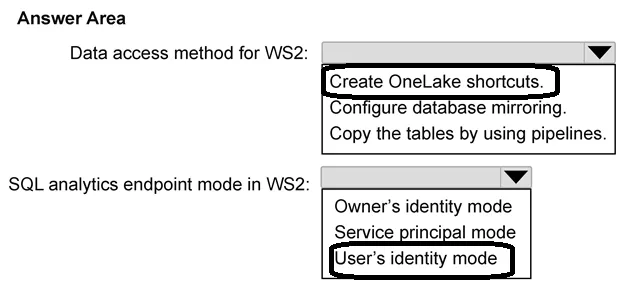 Answer Area
Data access method for WS2:
Create OneLake shortcuts.
Configure database mirroring.
Copy the tables by using pipelines.
SQL analytics endpoint mode in WS2:
Owner's identity mode
Service principal mode
User's identity mode